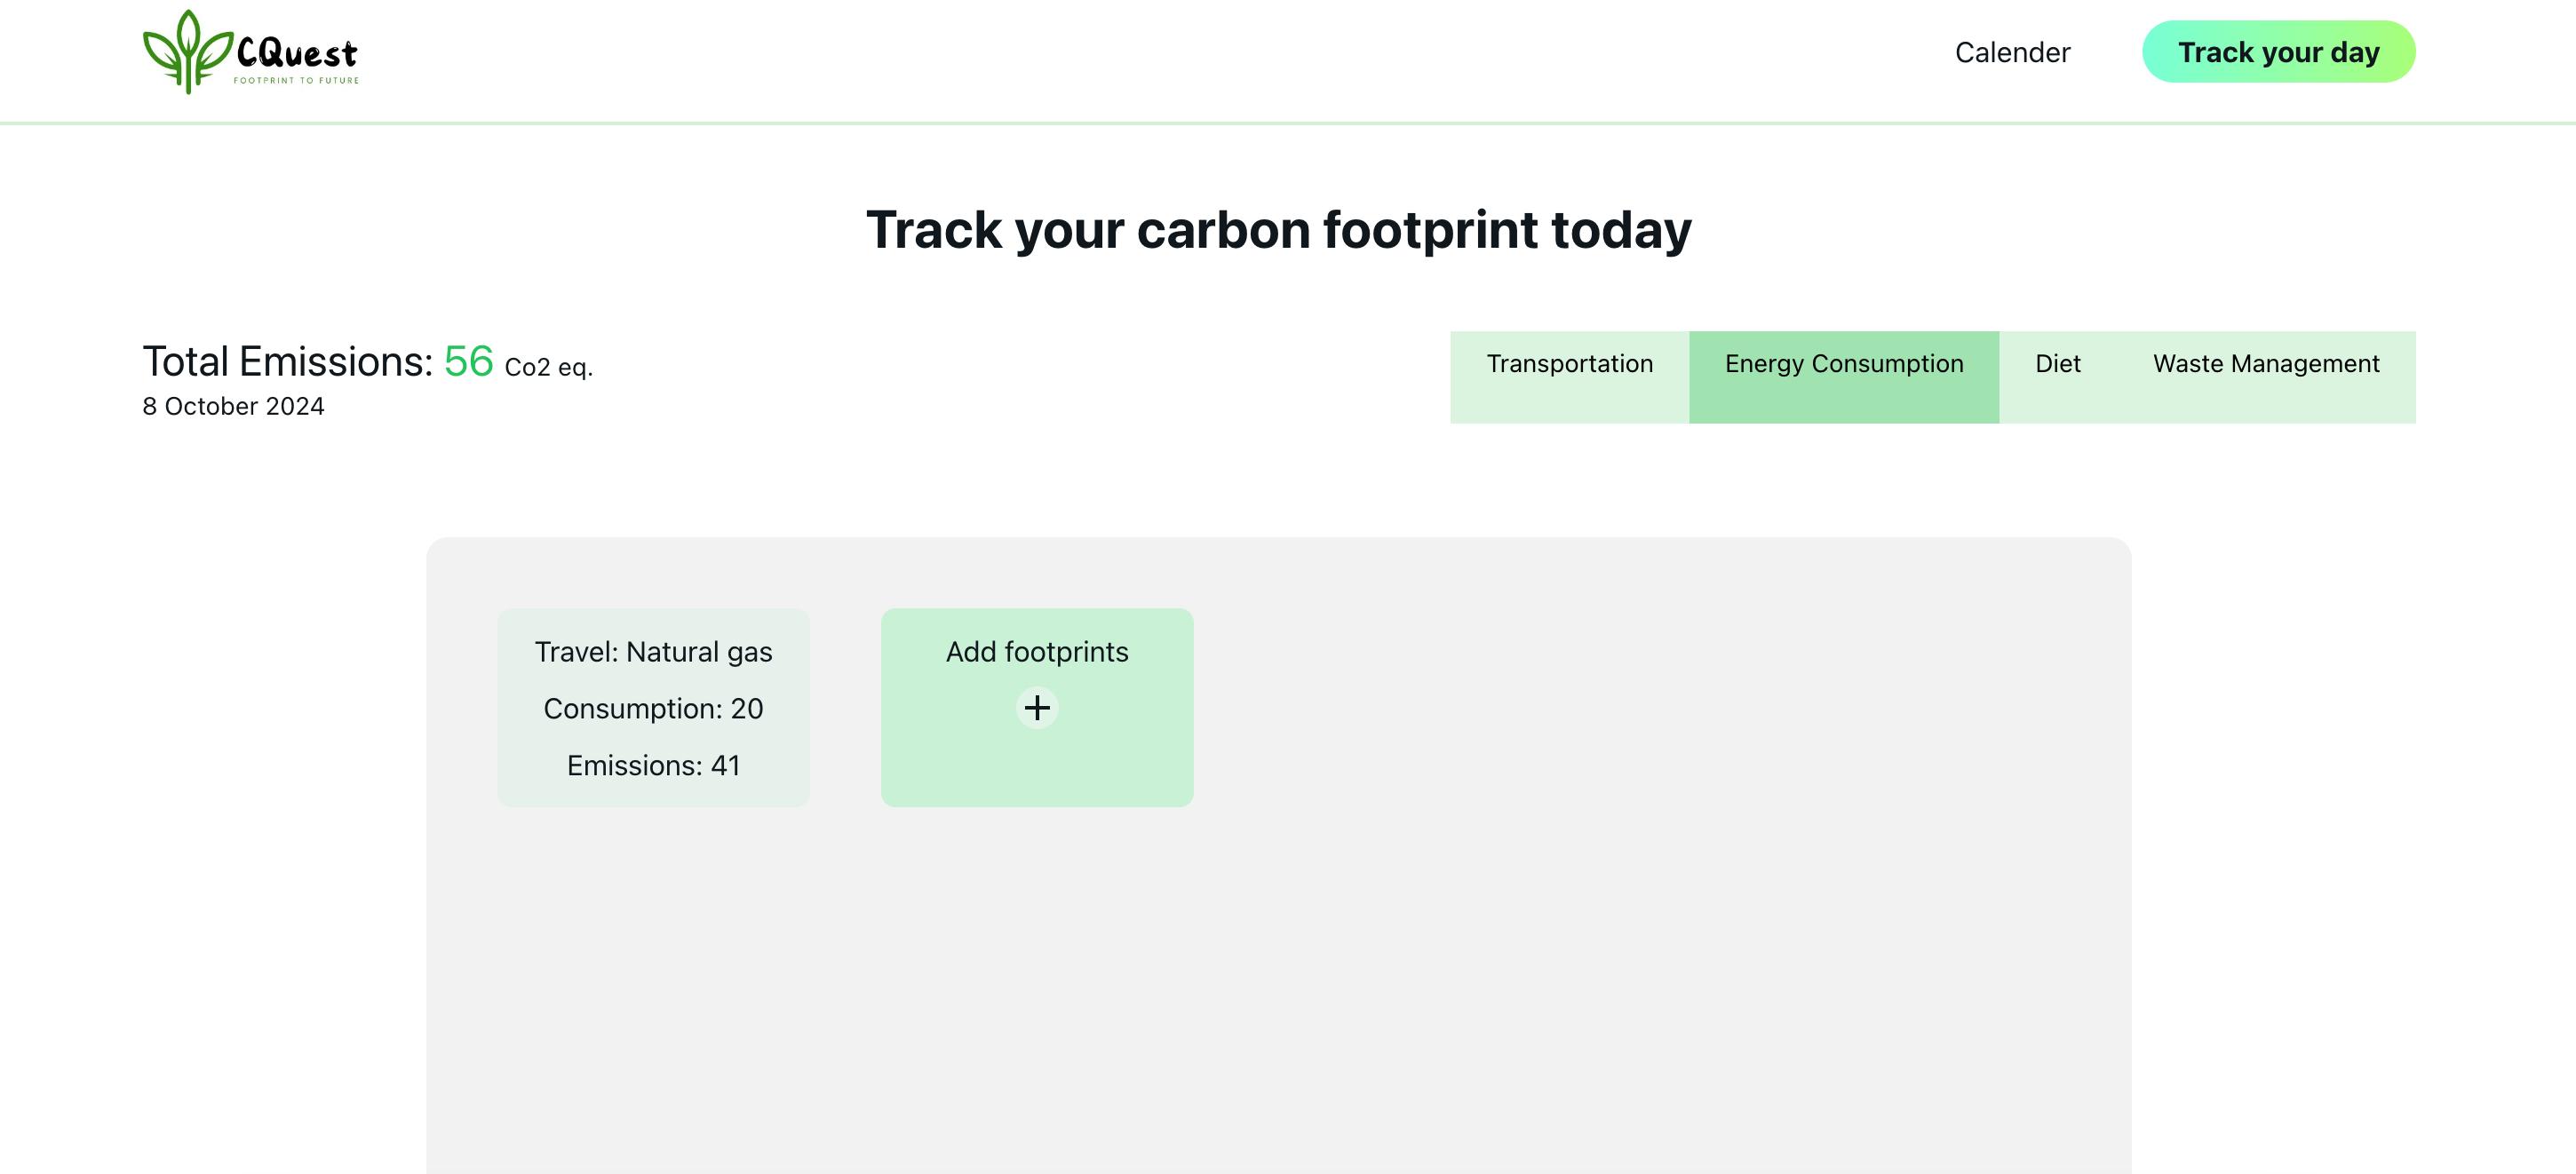 CQuest
FOOTPRINT TO FUTURE
Calender
Track your day
Track your carbon footprint today
Total Emissions: 56 Co2 eq.
8 October 2024
Transportation
Energy Consumption
Diet
Waste Management
Travel: Natural gas
Consumption: 20
Emissions: 41
Add footprints
+